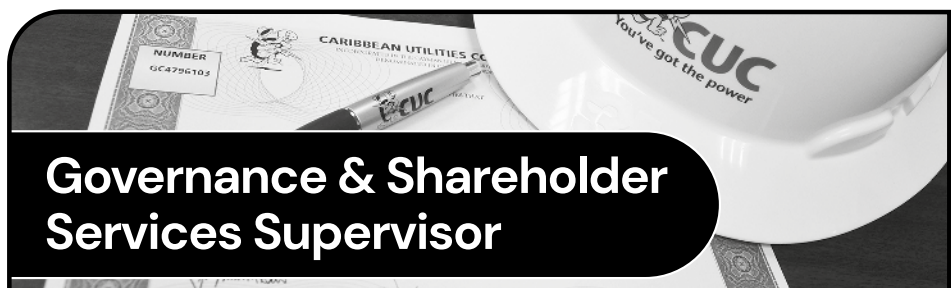 NUMBER
GC4796103
CARIBBEAN UTILITIES CO
CUC
CUC
You've got the power
Governance & Shareholder
Services Supervisor